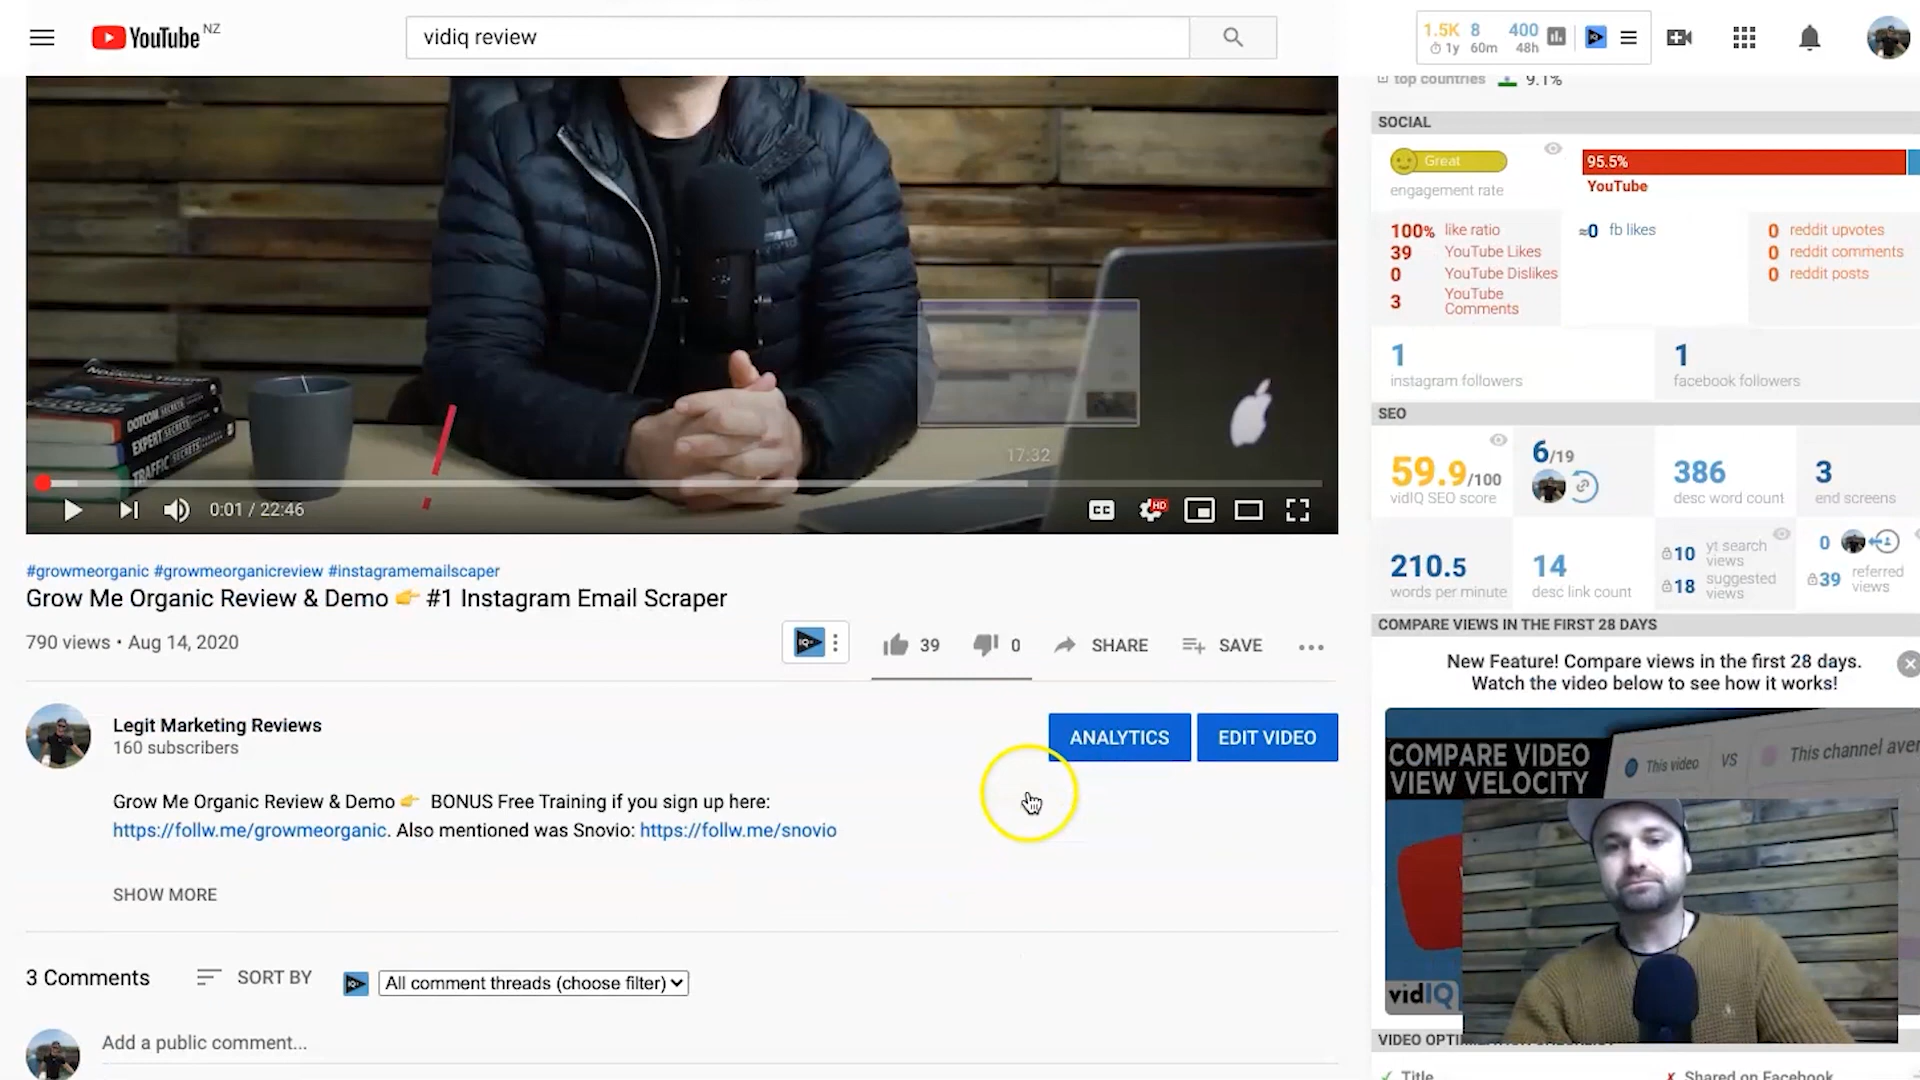 YouTube NZ
vidiq review
1.5K 8 400
1y 60m 48h
top countries 9.1%
SOCIAL
Great
engagement rate
95.5%
YouTube
100% like ratio
39 YouTube Likes
0 YouTube Dislikes
3 YouTube Comments
≈0 fb likes
0 reddit upvotes
0 reddit comments
0 reddit posts
1
instagram followers
1
facebook followers
SEO
59.9/100
vidIQ SEO score
6/19
386
desc word count
3
end screens
210.5
words per minute
14
desc link count
10 yt search views
18 suggested views
0
39 referred views
COMPARE VIEWS IN THE FIRST 28 DAYS
New Feature! Compare views in the first 28 days.
Watch the video below to see how it works!
COMPARE VIDEO
VIEW VELOCITY
This video VS This channel aver
vidIQ
Title
Shared on Facebook
DOTCOM SECRETS
EXPERT SECRETS
TRAFFIC SECRETS
17:32
0:01 / 22:46
CC
HD
#growmeorganic #growmeorganicreview #instagramemailscaper
Grow Me Organic Review & Demo 👉 #1 Instagram Email Scraper
790 views • Aug 14, 2020
39
0
SHARE
SAVE
Legit Marketing Reviews
160 subscribers
ANALYTICS
EDIT VIDEO
Grow Me Organic Review & Demo 👉 BONUS Free Training if you sign up here:
https://follw.me/growmeorganic. Also mentioned was Snovio: https://follw.me/snovio
SHOW MORE
3 Comments
SORT BY
All comment threads (choose filter)
Add a public comment...